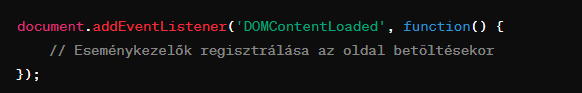 document.addEventListener('DOMContentLoaded', function() {
    // Eseménykezelők regisztrálása az oldal betöltésekor
});